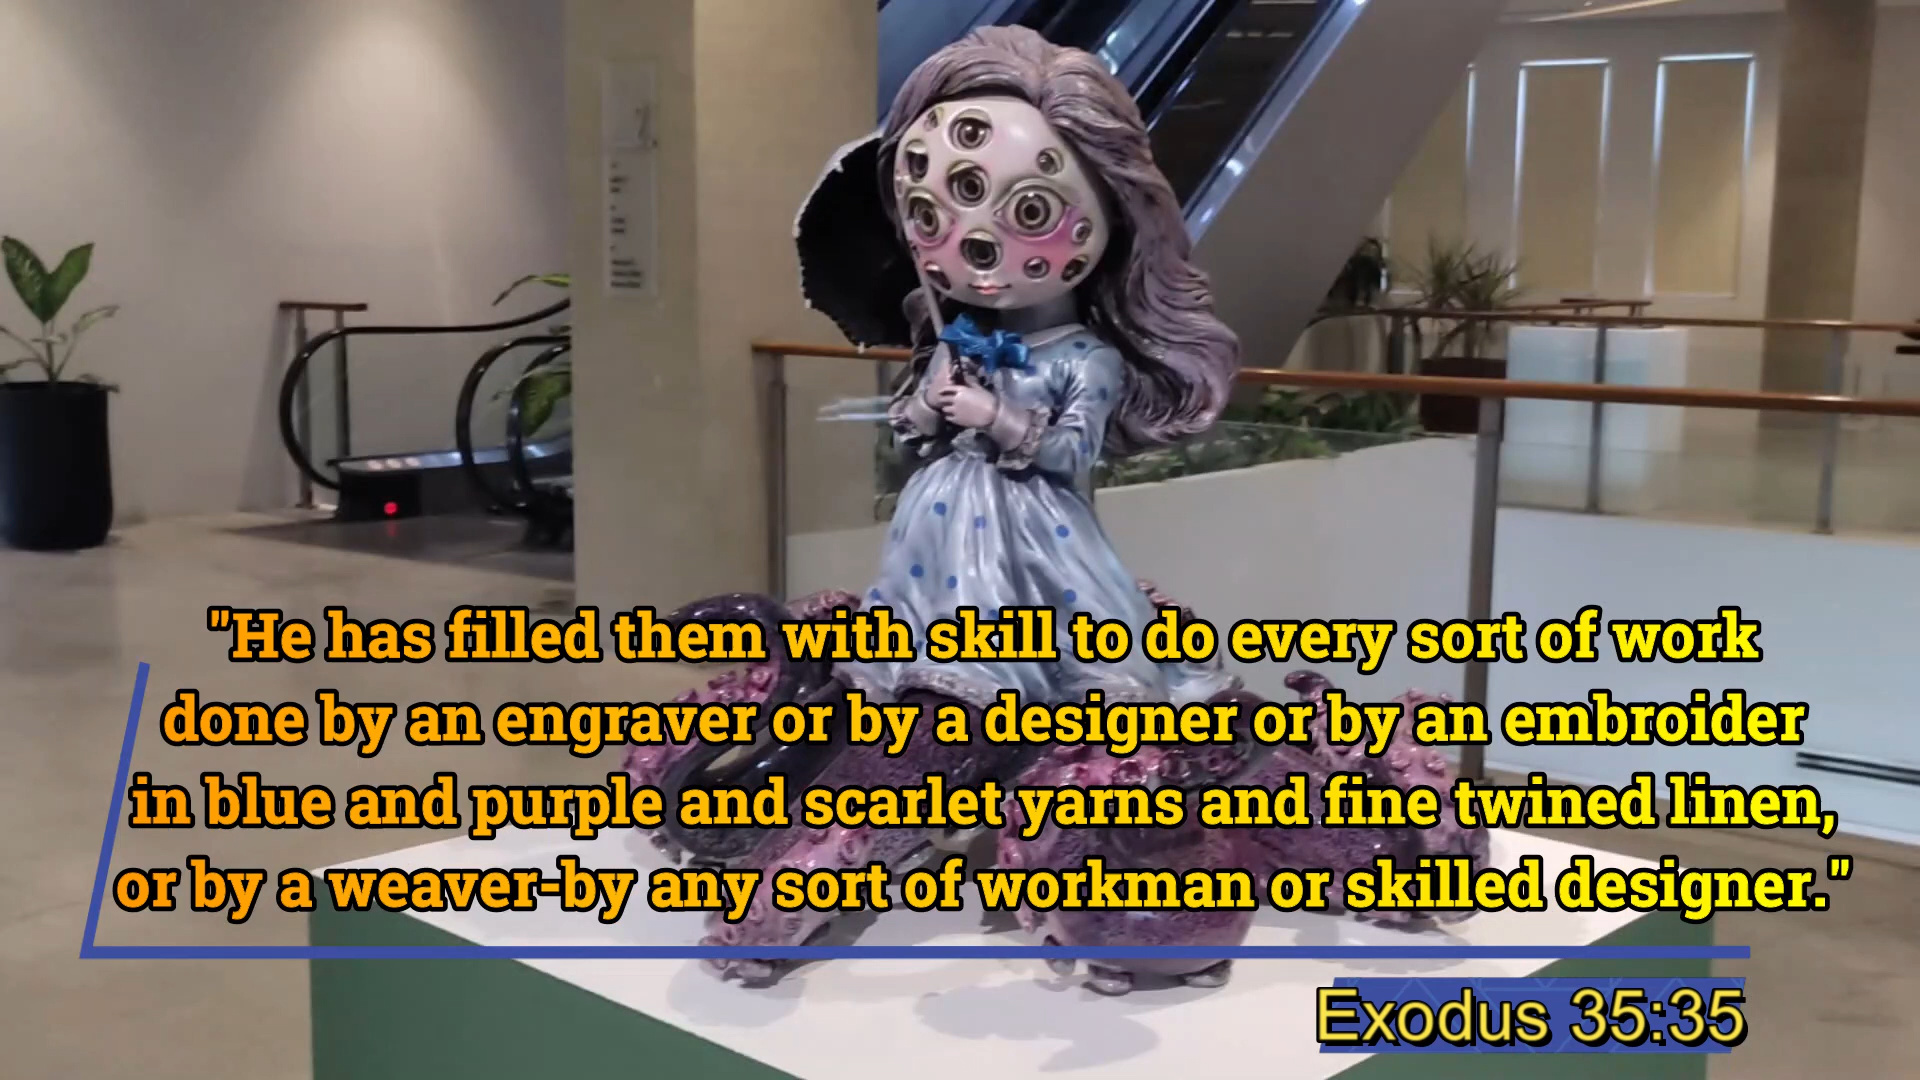 "He has filled them with skill to do every sort of work
done by an engraver or by a designer or by an embroider
in blue and purple and scarlet yarns and fine twined linen,
or by a weaver-by any sort of workman or skilled designer."
Exodus 35:35